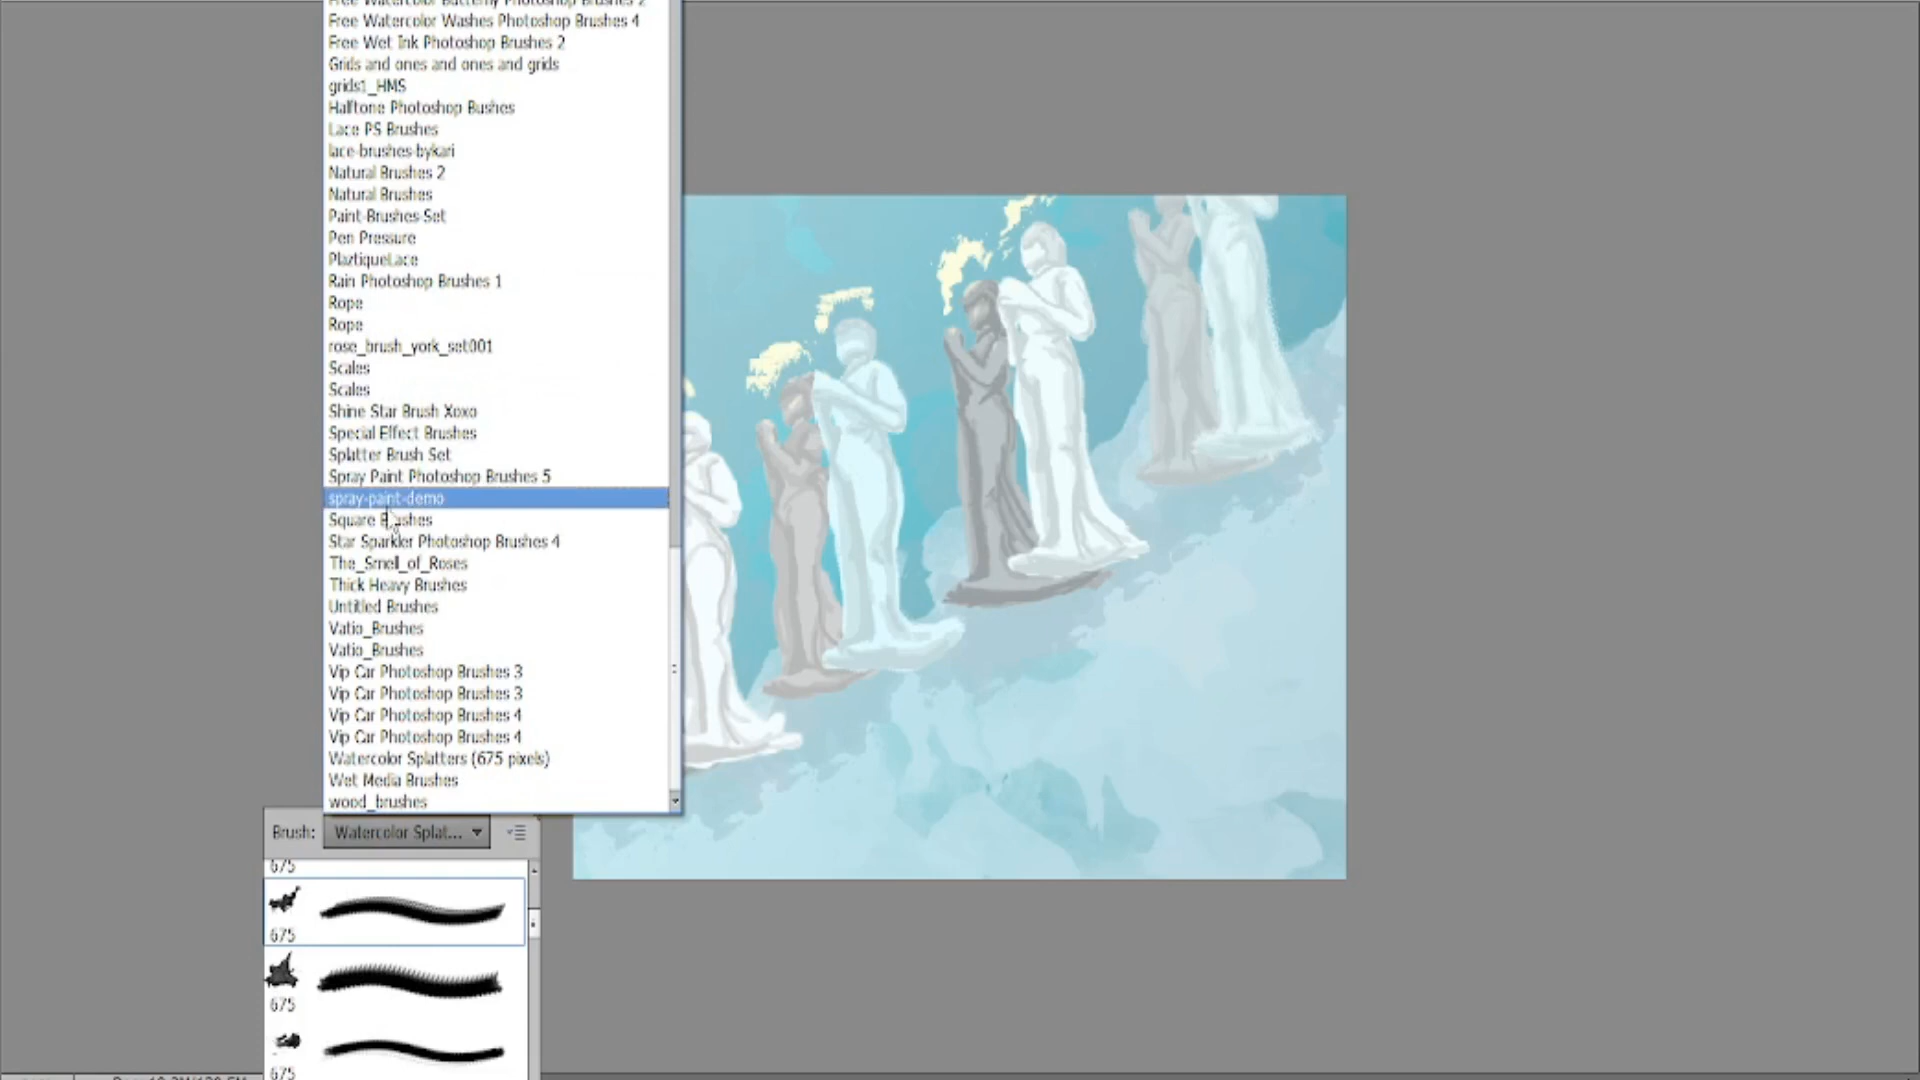 Free Watercolor Butterfly Photoshop Brushes 2
Free Watercolor Washes Photoshop Brushes 4
Free Wet Ink Photoshop Brushes 2
Grids and ones and ones and grids
grids1_HMS
Halftone Photoshop Bushes
Lace PS Brushes
lace-brushes-bykari
Natural Brushes 2
Natural Brushes
Paint-Brushes-Set
Pen Pressure
PlaztiqueLace
Rain Photoshop Brushes 1
Rope
Rope
rose_brush_york_set001
Scales
Scales
Shine Star Brush Xoxo
Special Effect Brushes
Splatter Brush Set
Spray Paint Photoshop Brushes 5
spray-paint-demo
Square Brushes
Star Sparkler Photoshop Brushes 4
The_Smell_of_Roses
Thick Heavy Brushes
Untitled Brushes
Vatio_Brushes
Vatio_Brushes
Vip Car Photoshop Brushes 3
Vip Car Photoshop Brushes 3
Vip Car Photoshop Brushes 4
Vip Car Photoshop Brushes 4
Watercolor Splatters (675 pixels)
Wet Media Brushes
wood_brushes
Brush: Watercolor Splat...
675
675
675
675